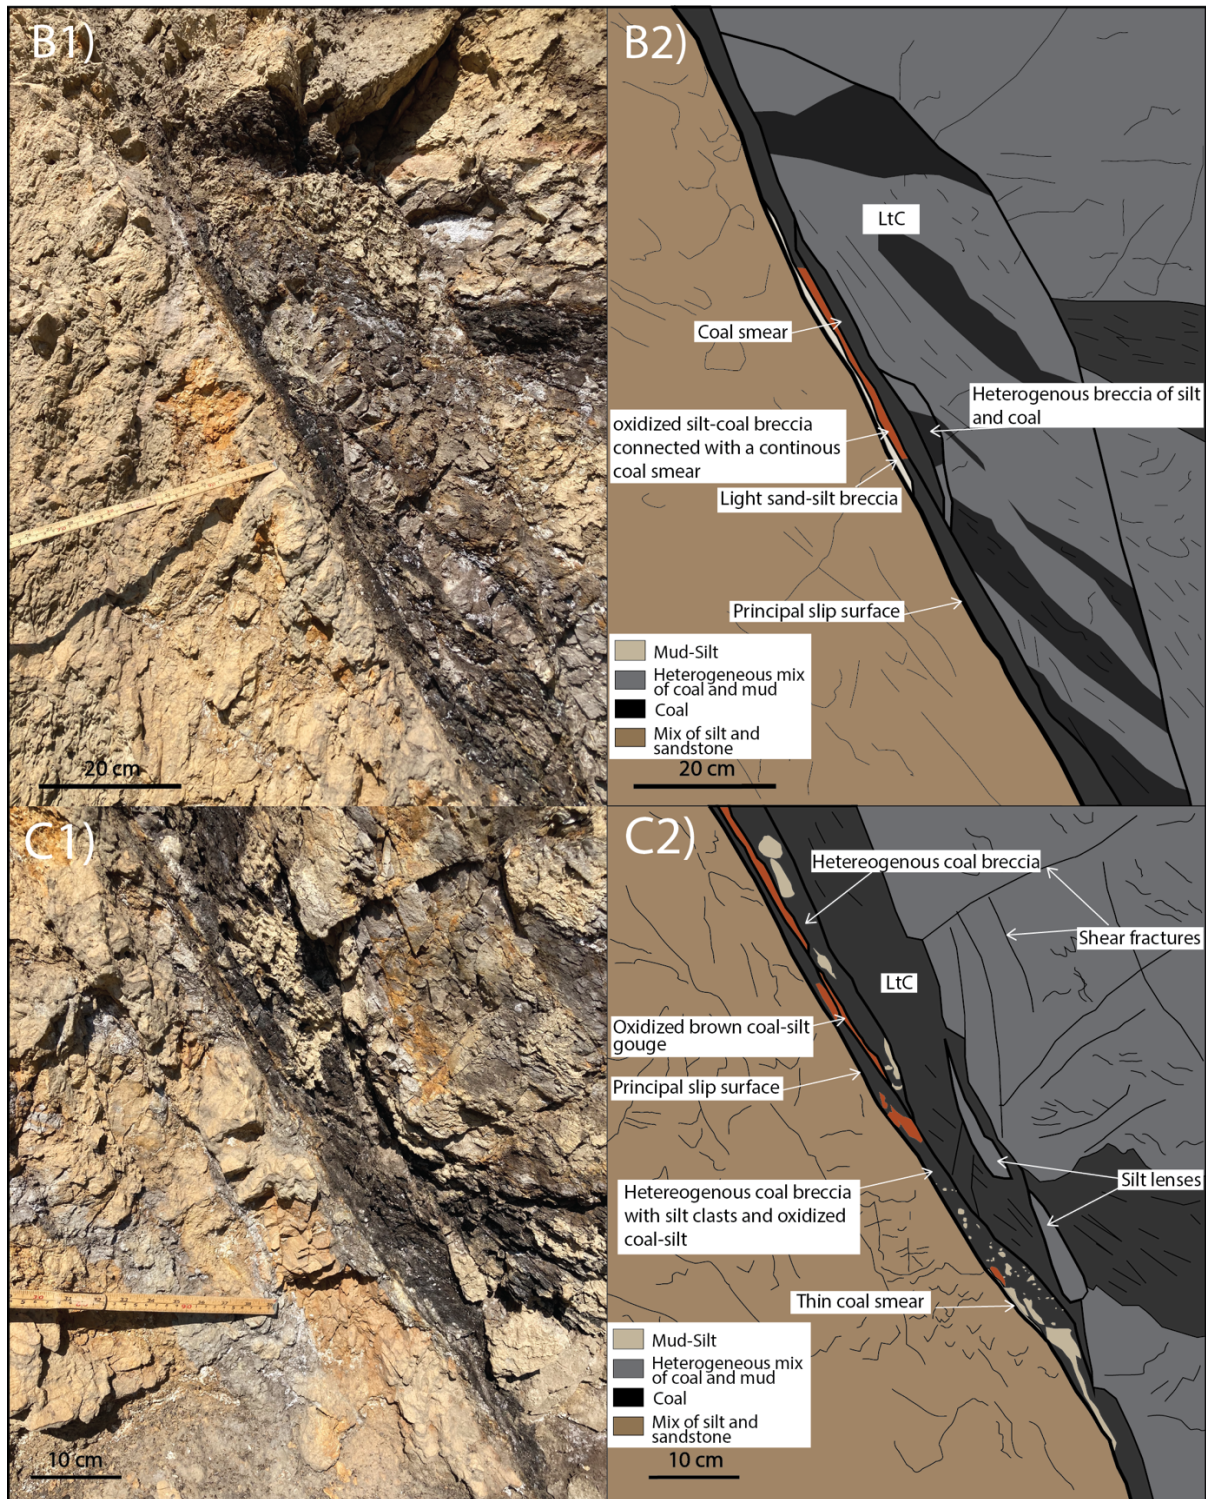 B1)
20 cm
B2)
LtC
Coal smear
Heterogenous breccia of silt
and coal
oxidized silt-coal breccia
connected with a continous
coal smear
Light sand-silt breccia
Principal slip surface
Mud-Silt
Heterogeneous mix
of coal and mud
Coal
Mix of silt and
sandstone
20 cm
C1)
10 cm
C2)
Hetereogenous coal breccia
Shear fractures
LtC
Oxidized brown coal-silt
gouge
Principal slip surface
Silt lenses
Hetereogenous coal breccia
with silt clasts and oxidized
coal-silt
Thin coal smear
Mud-Silt
Heterogeneous mix
of coal and mud
Coal
Mix of silt and
sandstone
10 cm